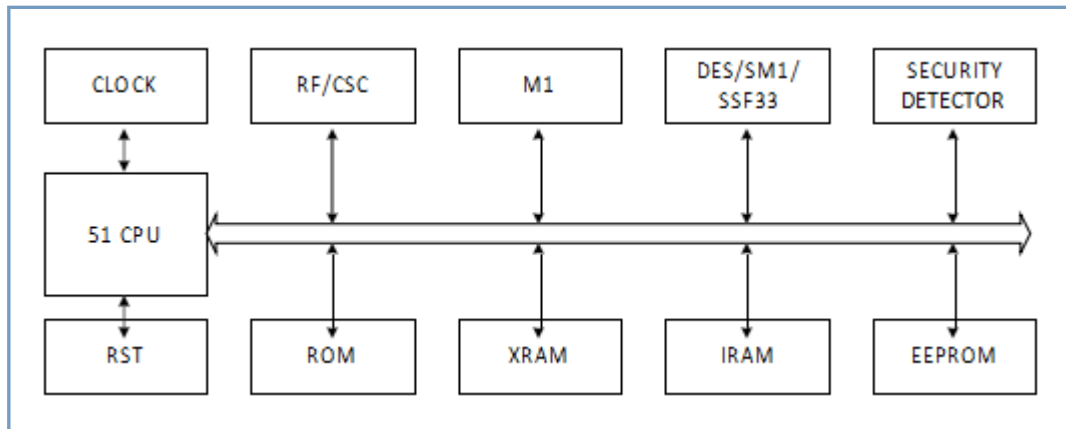 CLOCK
RF/CSC
M1
DES/SM1/
SSF33
SECURITY
DETECTOR
51 CPU
RST
ROM
XRAM
IRAM
EEPROM